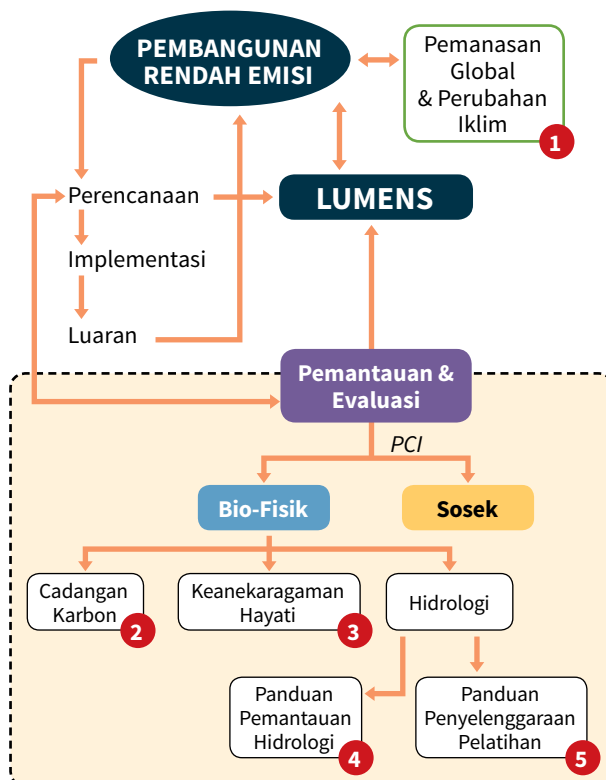 PEMBANGUNAN
RENDAH EMISI
Pemanasan
Global
& Perubahan
Iklim
1
Perencanaan
LUMENS
Implementasi
Luaran
Pemantauan &
Evaluasi
PCI
Bio-Fisik
Sosek
Cadangan
Karbon
2
Keanekaragaman
Hayati
3
Hidrologi
Panduan
Pemantauan
Hidrologi
4
Panduan
Penyelenggaraan
Pelatihan
5